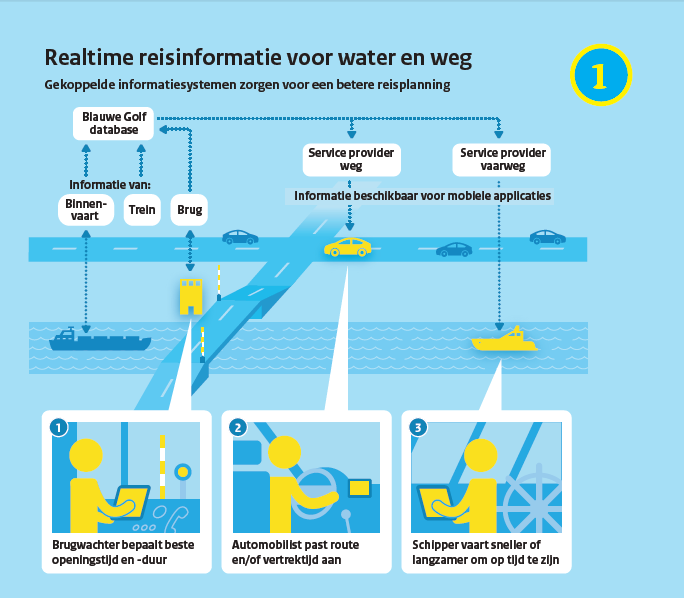 Realtime reisinformatie voor water en weg
Gekoppelde informatiesystemen zorgen voor een betere reisplanning
1
Blauwe Golf
database
Service provider
weg
Service provider
vaarweg
Informatie van:
Informatie beschikbaar voor mobiele applicaties
Binnen-
vaart
Trein
Brug
1
Brugwachter bepaalt beste
openingstijd en -duur
2
Automobilist past route
en/of vertrektijd aan
3
Schipper vaart sneller of
langzamer om op tijd te zijn